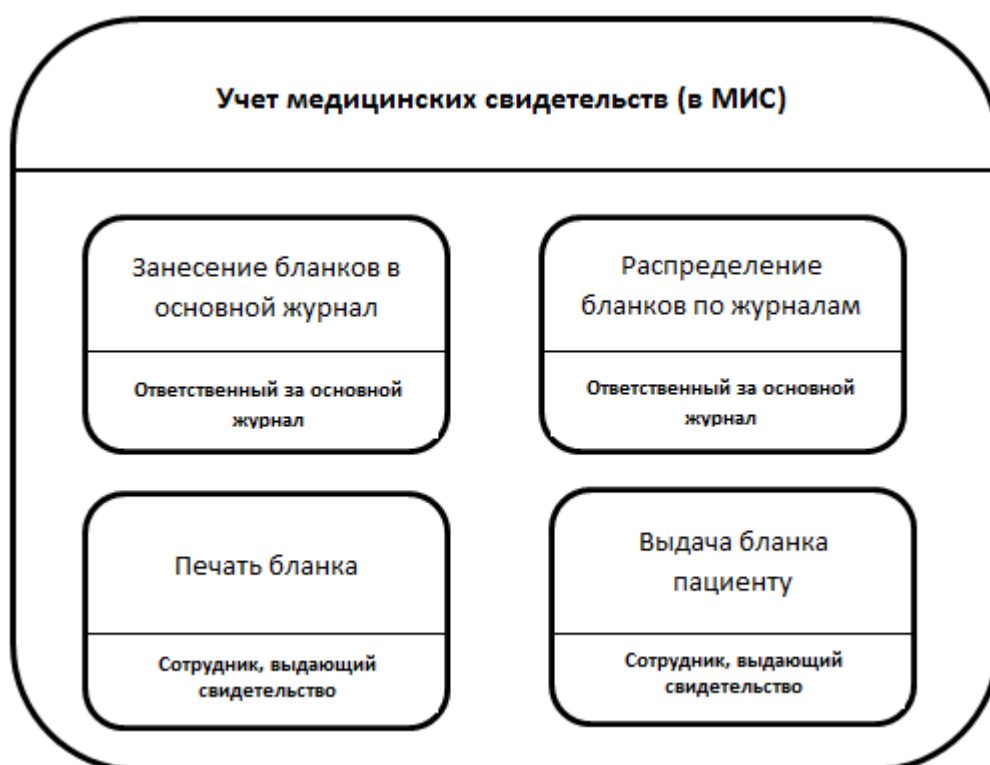 Учет медицинских свидетельств (в МИС)
Занесение бланков в
основной журнал
Ответственный за основной
журнал
Распределение
бланков по журналам
Ответственный за основной
журнал
Печать бланка
Сотрудник, выдающий
свидетельство
Выдача бланка
пациенту
Сотрудник, выдающий
свидетельство